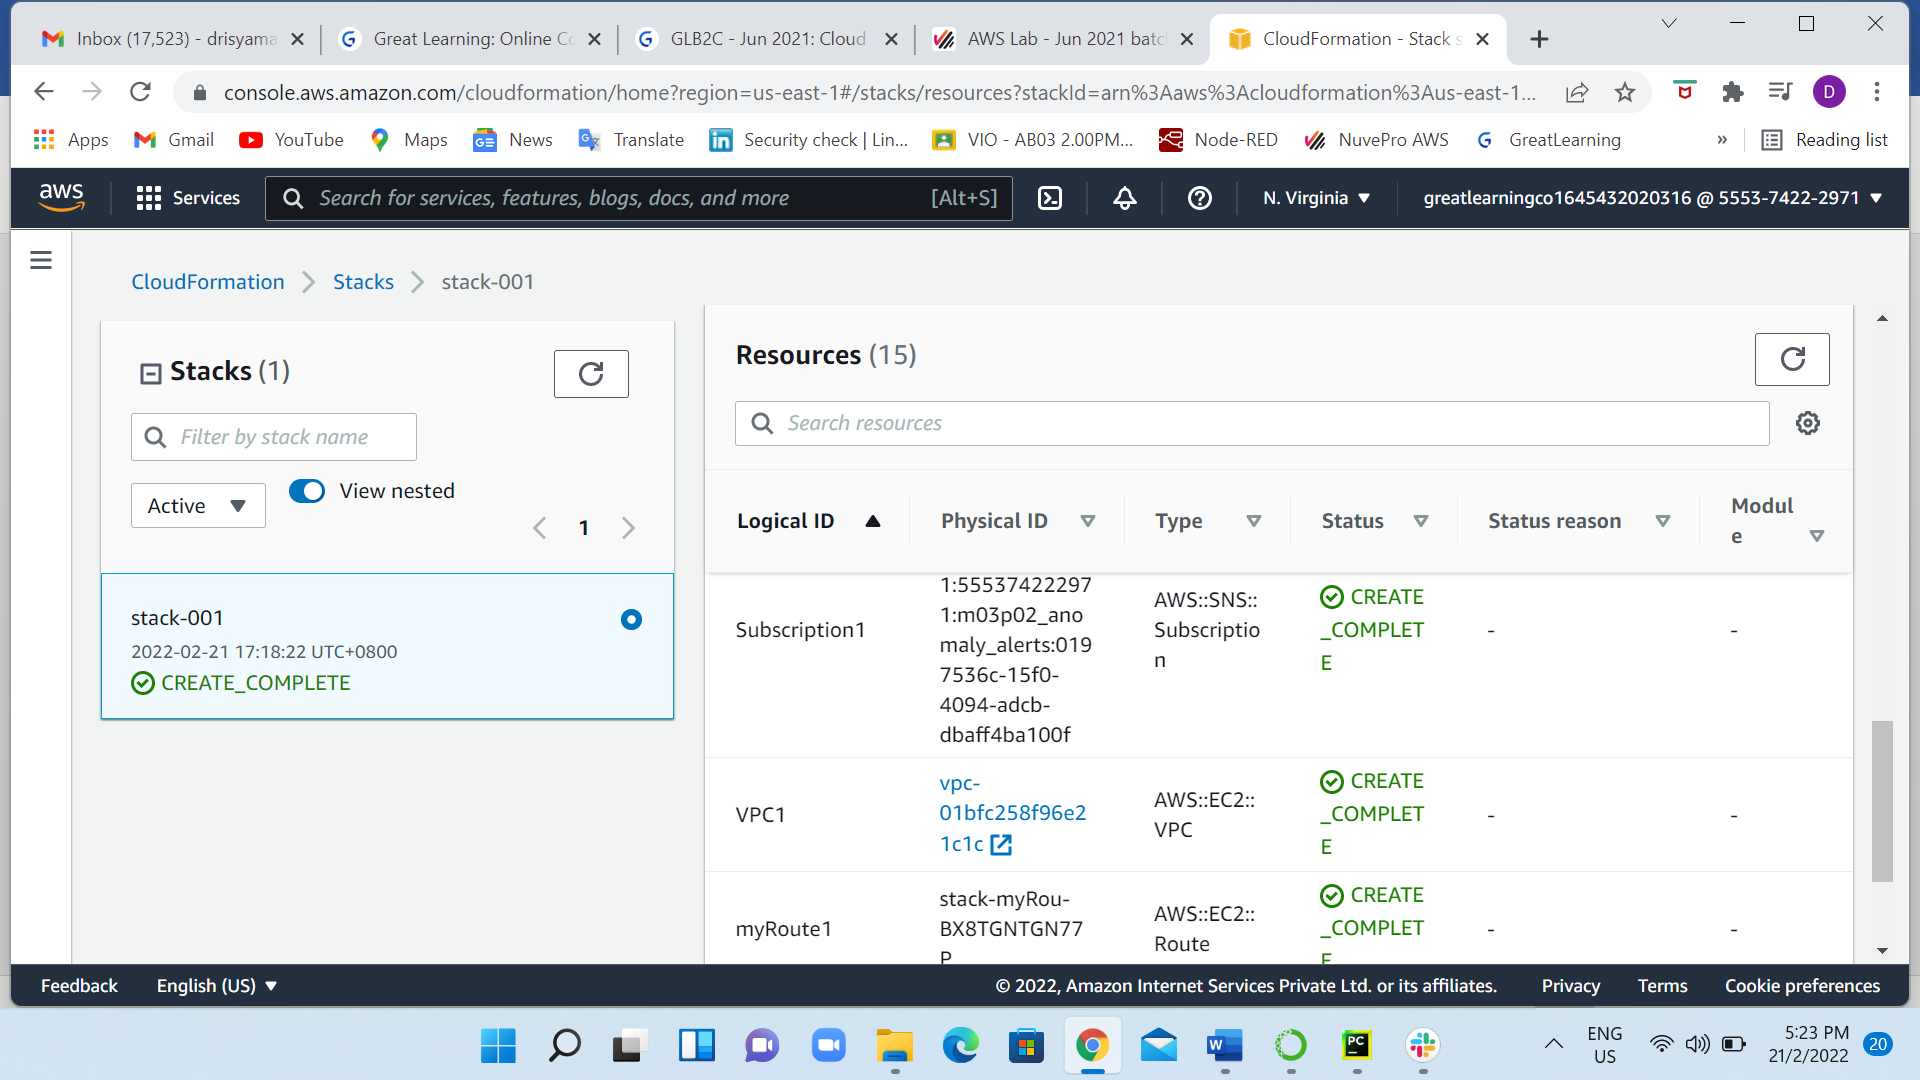 Inbox (17,523) - drisyama
Great Learning: Online Co
GLB2C - Jun 2021: Cloud
AWS Lab - Jun 2021 batch
CloudFormation - Stack s
console.aws.amazon.com/cloudformation/home?region=us-east-1#/stacks/resources?stackId=arn%3Aaws%3Acloudformation%3Aus-east-1...
D
Apps
Gmail
YouTube
Maps
News
Translate
Security check | Lin...
VIO - AB03 2.00PM...
Node-RED
NuvePro AWS
GreatLearning
»
Reading list
aws
Services
Search for services, features, blogs, docs, and more
[Alt+S]
N. Virginia
greatlearningco1645432020316 @ 5553-7422-2971
CloudFormation
Stacks
stack-001
Stacks (1)
Filter by stack name
Active
View nested
1
stack-001
2022-02-21 17:18:22 UTC+0800
CREATE_COMPLETE
Resources (15)
Search resources
Logical ID
Physical ID
Type
Status
Status reason
Modul
e
Subscription1
1:55537422297
1:m03p02_ano
maly_alerts:019
7536c-15f0-
4094-adcb-
dbaff4ba100f
AWS::SNS::
Subscriptio
n
CREATE
_COMPLET
E
-
-
VPC1
vpc-
01bfc258f96e2
1c1c
AWS::EC2::
VPC
CREATE
_COMPLET
E
-
-
myRoute1
stack-myRou-
BX8TGNTGN77
P
AWS::EC2::
Route
CREATE
_COMPLET
E
-
-
Feedback
English (US)
© 2022, Amazon Internet Services Private Ltd. or its affiliates.
Privacy
Terms
Cookie preferences
W
PC
ENG
US
5:23 PM
21/2/2022
20